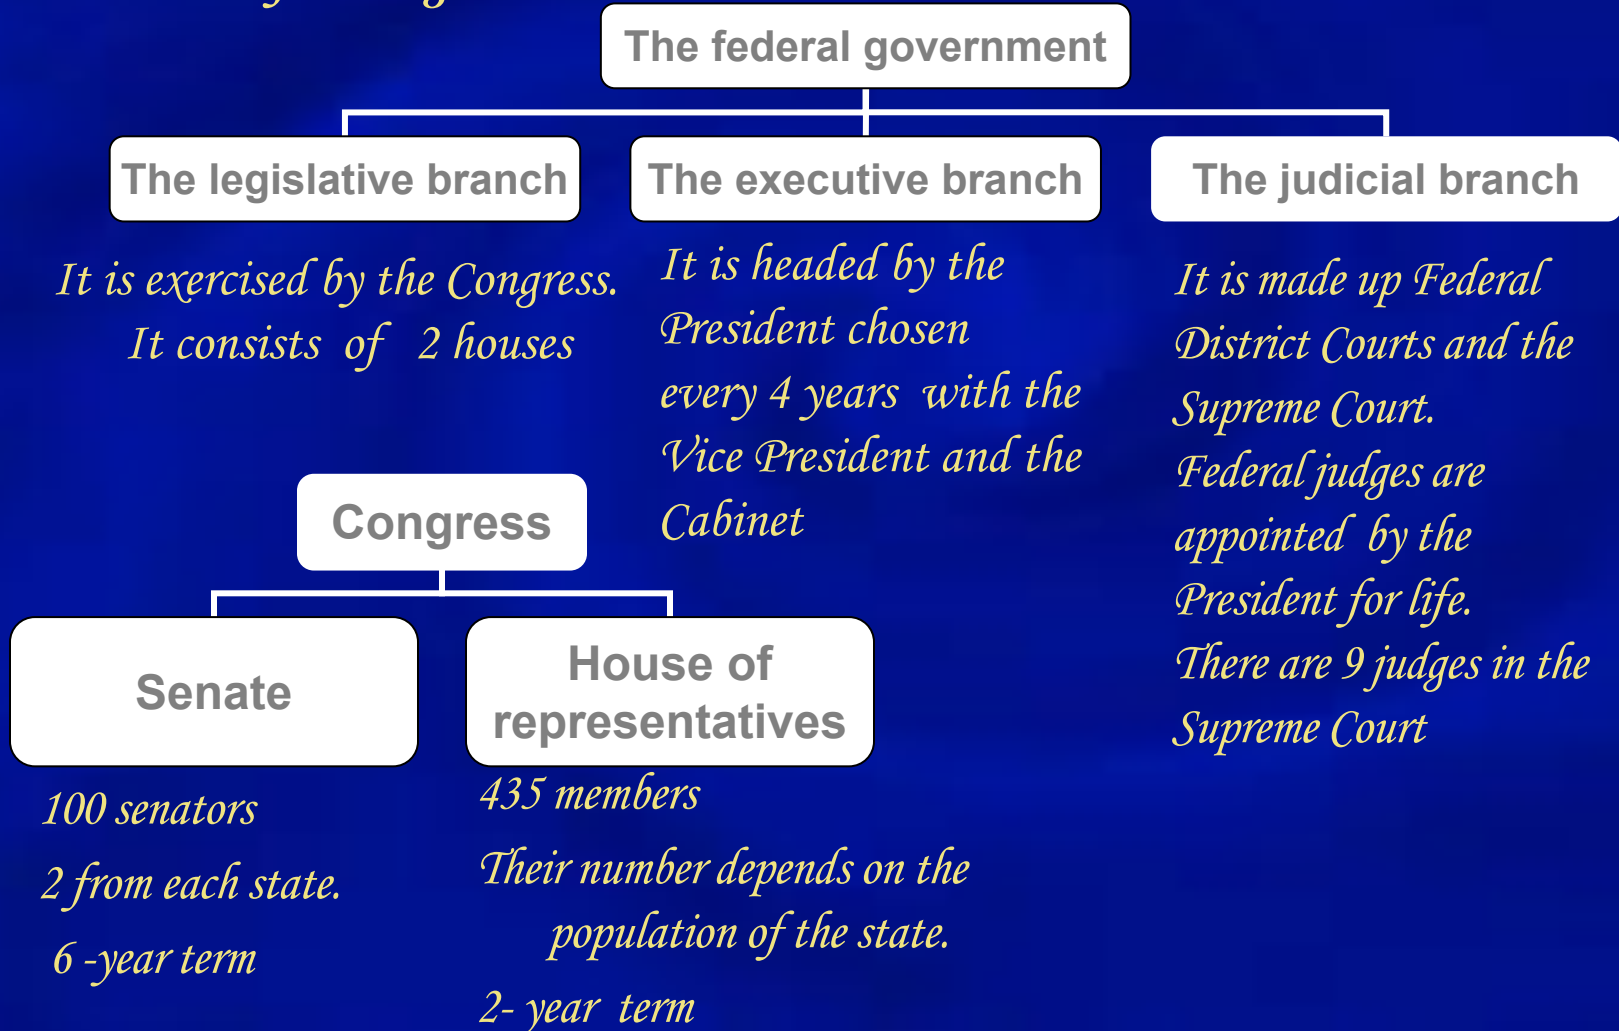 The federal government
The legislative branch
It is exercised by the Congress.
It consists of 2 houses
The executive branch
It is headed by the
President chosen
every 4 years with the
Vice President and the
Cabinet
The judicial branch
It is made up Federal
District Courts and the
Supreme Court.
Federal judges are
appointed by the
President for life.
There are 9 judges in the
Supreme Court
Congress
Senate
100 senators
2 from each state.
6 -year term
House of
representatives
435 members
Their number depends on the
population of the state.
2- year term